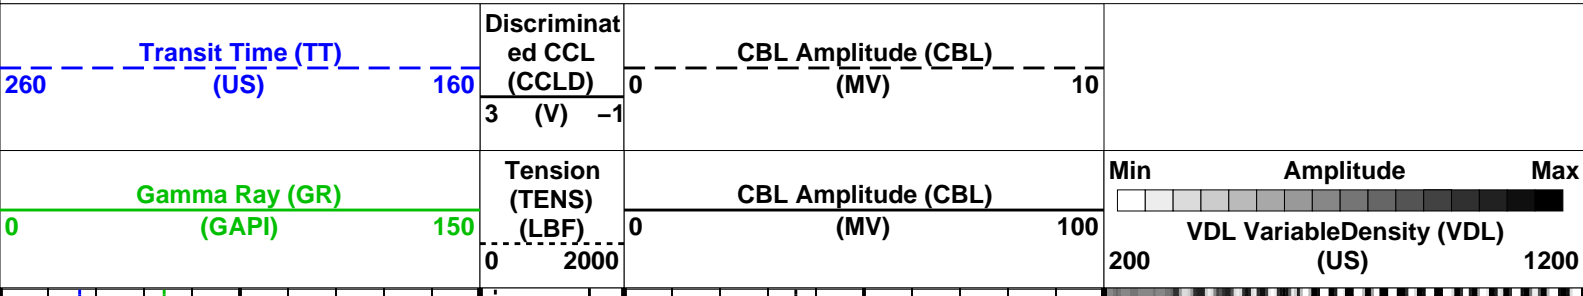 Transit Time (TT)
260 (US) 160
Discriminat
ed CCL
(CCLD)
3 (V) −1
CBL Amplitude (CBL)
0 (MV) 10
Gamma Ray (GR)
0 (GAPI) 150
Tension
(TENS)
(LBF)
0 2000
CBL Amplitude (CBL)
0 (MV) 100
Min Amplitude Max
VDL VariableDensity (VDL)
200 (US) 1200